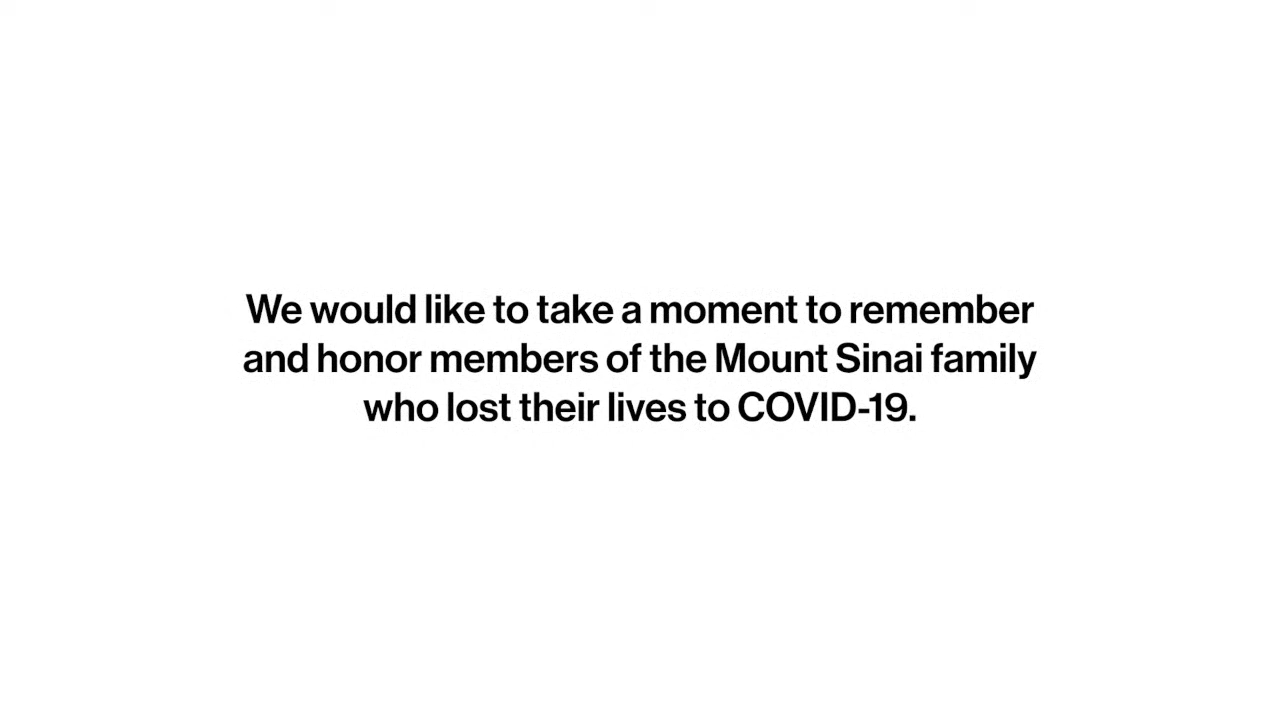 We would like to take a moment to remember
and honor members of the Mount Sinai family
who lost their lives to COVID-19.